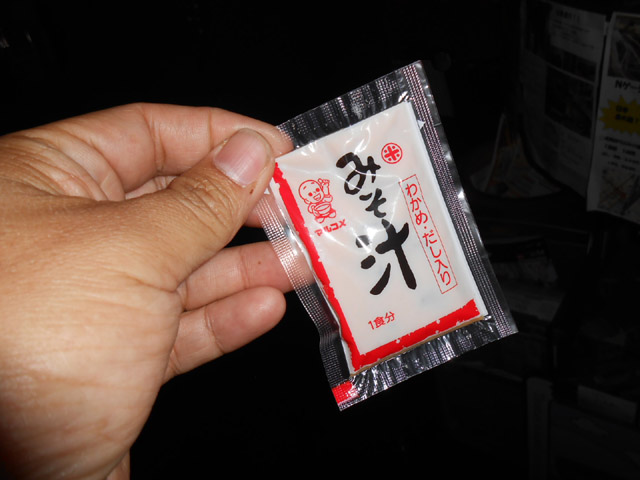 みそ汁
わかめ・だし入り
マルコメ
1食分